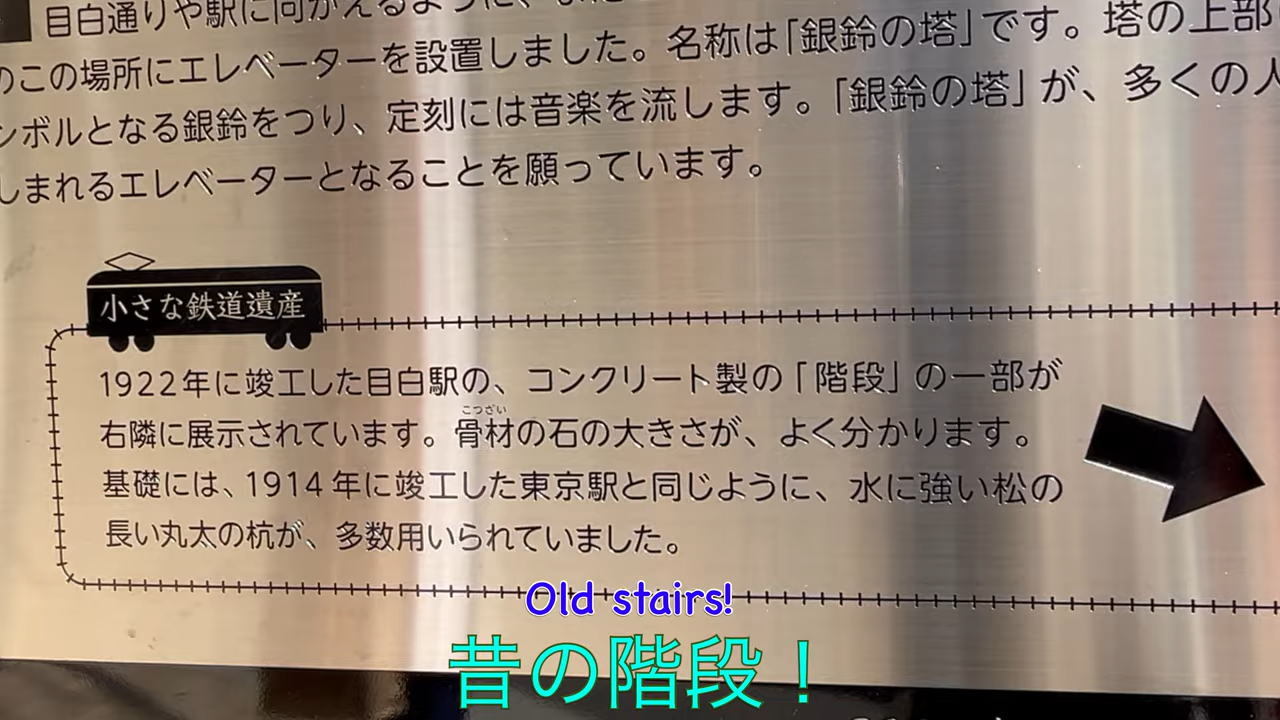 目白通りや駅に向かえるように、
のこの場所にエレベーターを設置しました。名称は「銀鈴の塔」です。塔の上部
ンボルとなる銀鈴をつり、定刻には音楽を流します。「銀鈴の塔」が、多くの人
しまれるエレベーターとなることを願っています。
小さな鉄道遺産
1922年に竣工した目白駅の、コンクリート製の「階段」の一部が
右隣に展示されています。骨材の石の大きさが、よく分かります。
こつざい
基礎には、1914年に竣工した東京駅と同じように、水に強い松の
長い丸太の杭が、多数用いられていました。
Old stairs!
昔の階段！